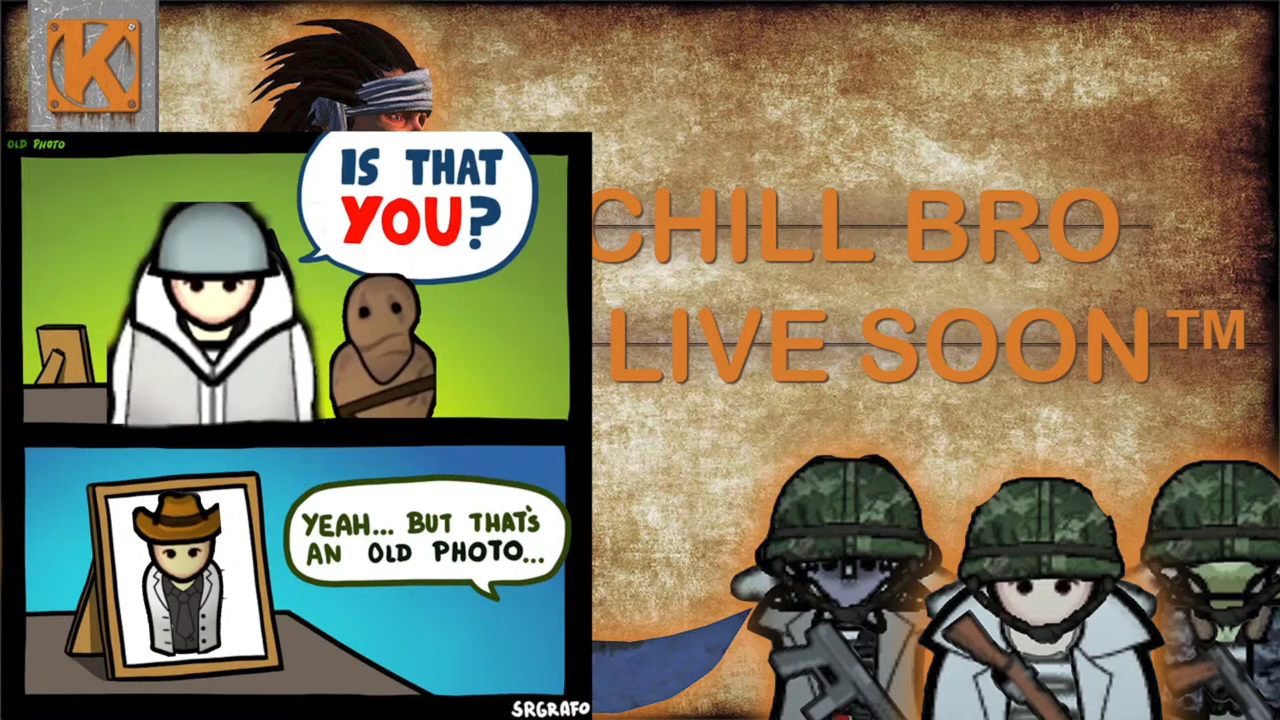 K
OLD PHOTO
IS THAT
YOU?
CHILL BRO
LIVE SOON™
YEAH... BUT THAT'S
AN OLD PHOTO...
SRGRAFO